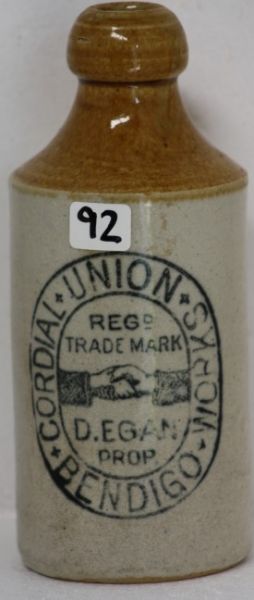 92
CORDIAL UNION WORKS
BENDIGO
REGD
TRADE MARK
D. EGAN
PROP